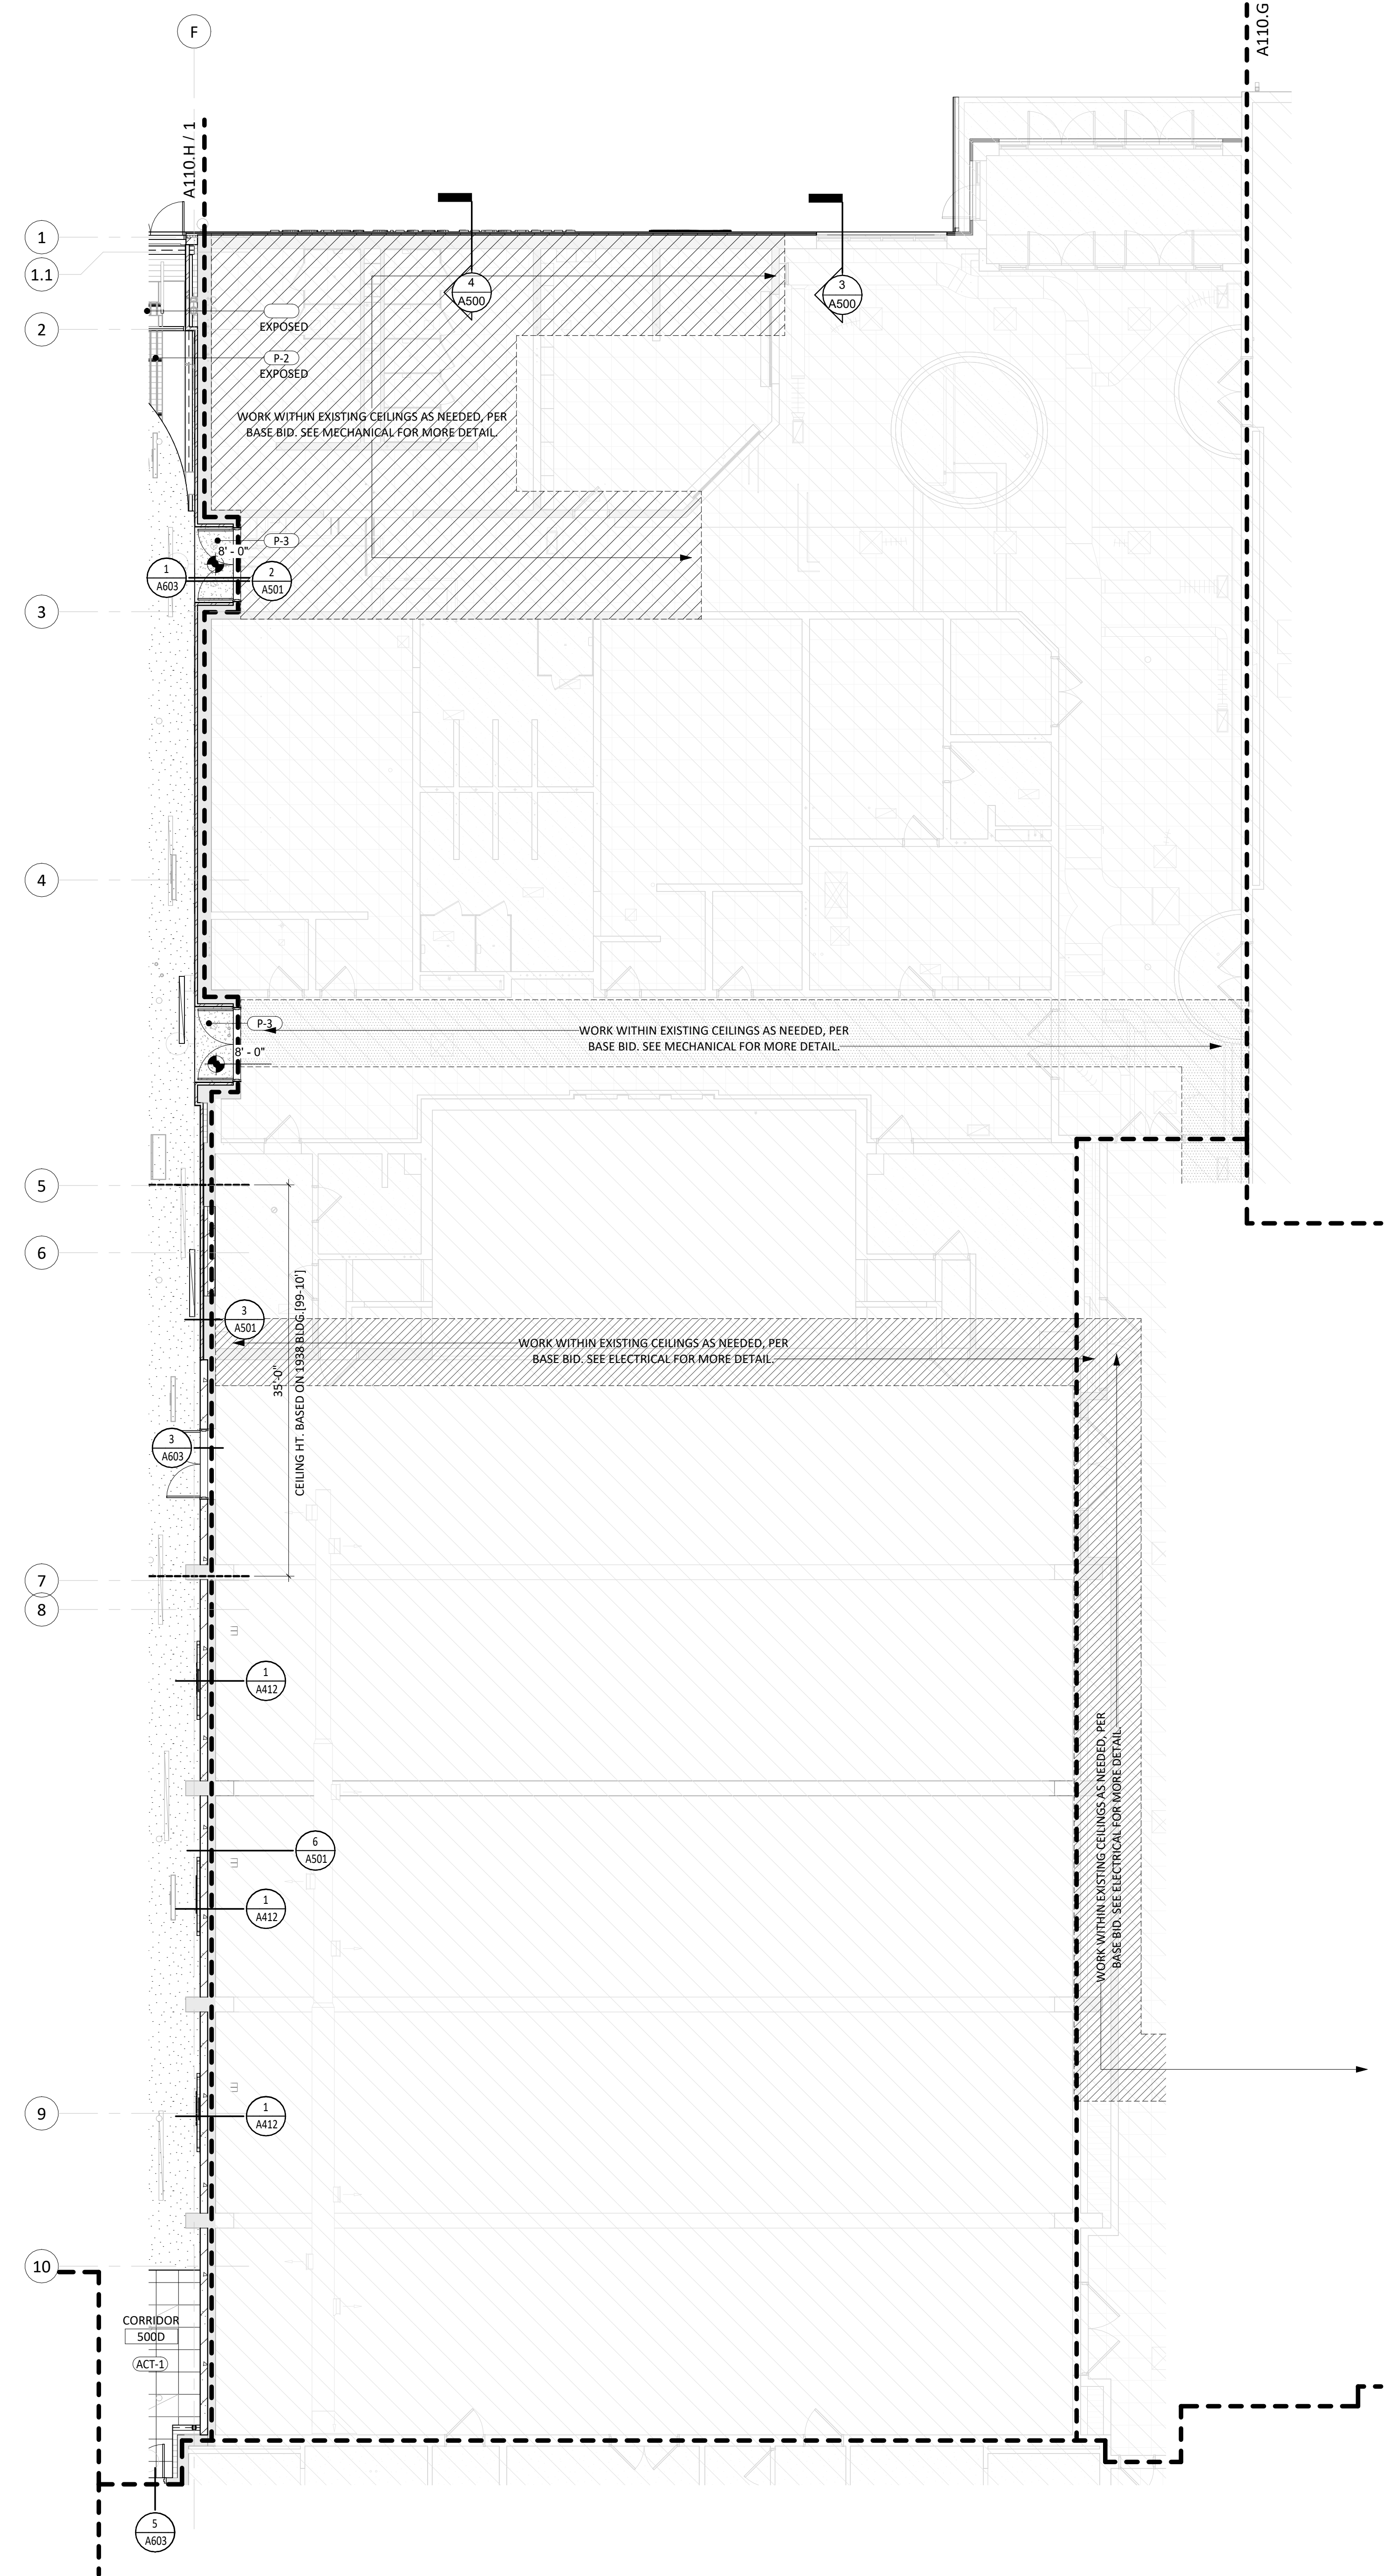 A110.G
F
A110.H / 1
1
1.1
4
A500
3
A500
EXPOSED
2
P-2
EXPOSED
WORK WITHIN EXISTING CEILINGS AS NEEDED, PER
BASE BID. SEE MECHANICAL FOR MORE DETAIL.
P-3
8' - 0"
1
A603
2
A501
3
4
P-3
WORK WITHIN EXISTING CEILINGS AS NEEDED, PER
BASE BID. SEE MECHANICAL FOR MORE DETAIL.
8' - 0"
5
6
3
A501
WORK WITHIN EXISTING CEILINGS AS NEEDED, PER
BASE BID. SEE ELECTRICAL FOR MORE DETAIL.
35'-0"
CEILING HT. BASED ON 1938 BLDG.[99-10']
3
A603
7
8
1
A412
WORK WITHIN EXISTING CEILINGS AS NEEDED, PER
BASE BID. SEE ELECTRICAL FOR MORE DETAIL.
6
A501
1
A412
9
1
A412
10
CORRIDOR
500D
ACT-1
5
A603